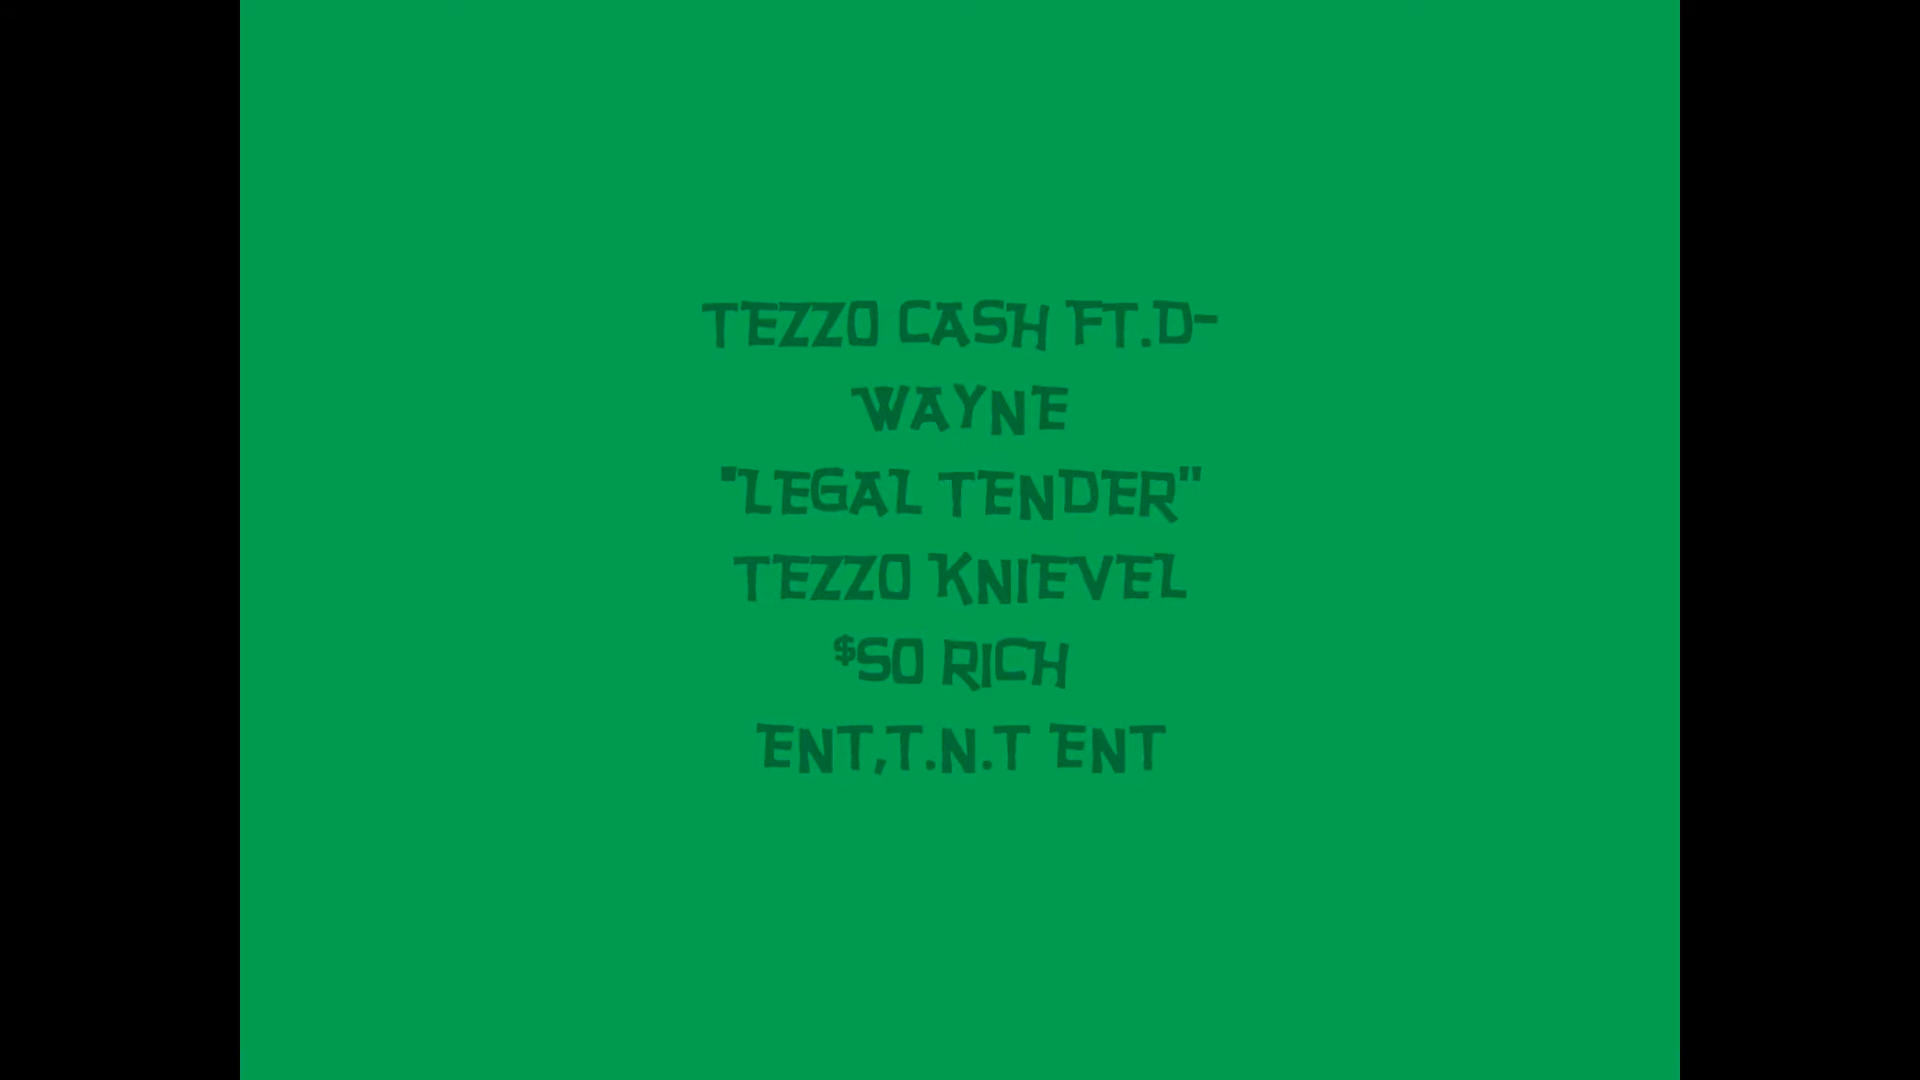 TEZZO CASH FT.D-
WAYNE
"LEGAL TENDER"
TEZZO KNIEVEL
$SO RICH
ENT,T.N.T ENT